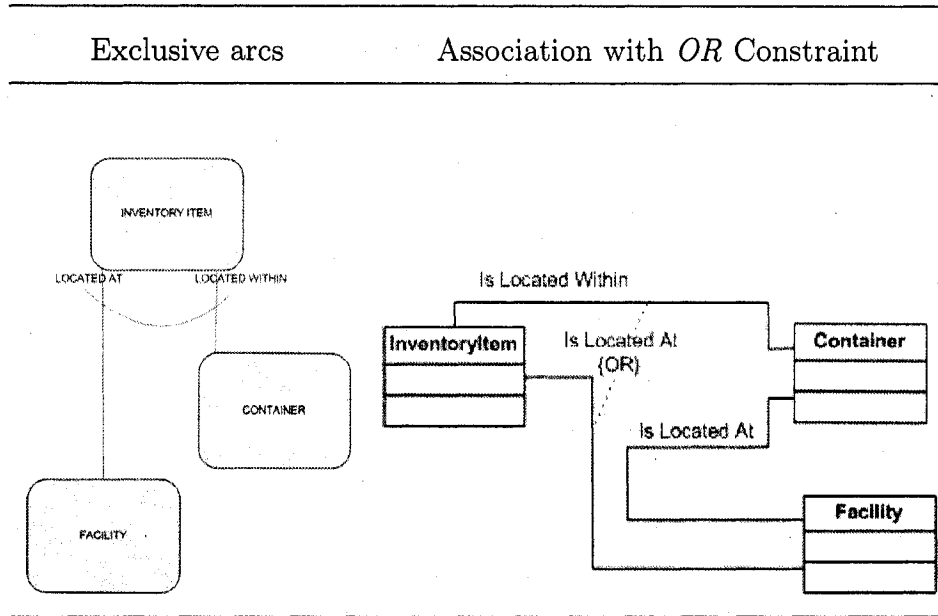 Exclusive arcs
Association with OR Constraint
INVENTORY ITEM
LOCATED AT
LOCATED WITHIN
CONTAINER
FACILITY
Is Located Within
InventoryItem
Is Located At
{OR}
Container
Is Located At
Facility